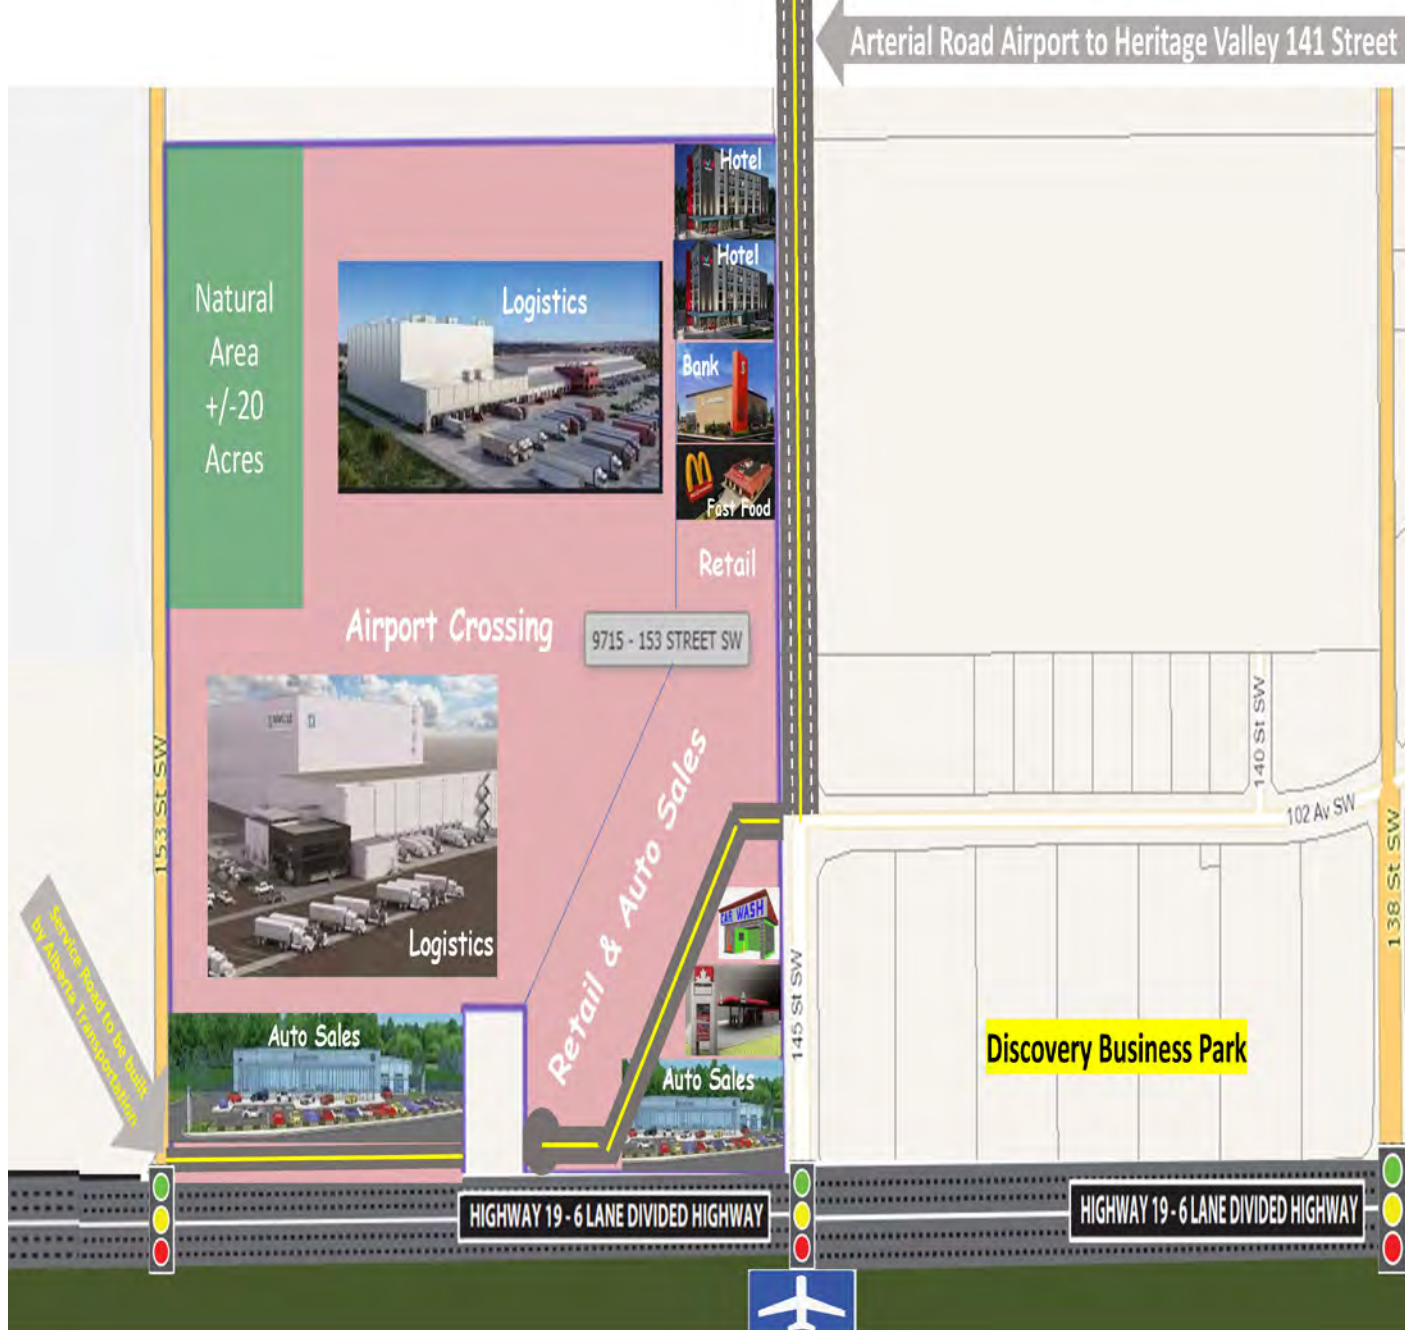 Arterial Road Airport to Heritage Valley 141 Street
Hotel
Hotel
Natural
Area
+/-20
Acres
Logistics
Bank
Fast Food
Retail
Airport Crossing
9715 - 153 STREET SW
140 St SW
153 St SW
Retail & Auto Sales
102 Av SW
138 St SW
CAR WASH
Logistics
145 St SW
Service Road to be built
by Alberta Transportation
Auto Sales
Discovery Business Park
Auto Sales
HIGHWAY 19 - 6 LANE DIVIDED HIGHWAY
HIGHWAY 19 - 6 LANE DIVIDED HIGHWAY